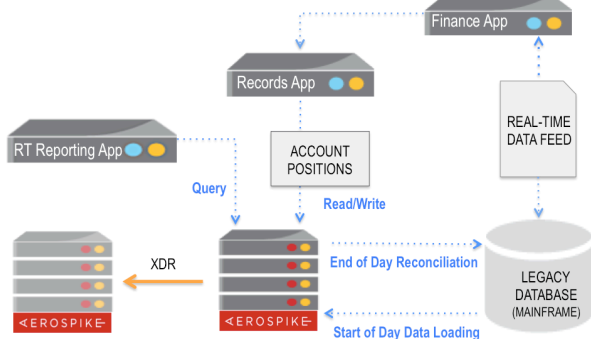 Finance App
Records App
RT Reporting App
REAL-TIME
DATA FEED
ACCOUNT
POSITIONS
Query
Read/Write
XDR
End of Day Reconciliation
LEGACY
DATABASE
(MAINFRAME)
AEROSPIKE
AEROSPIKE
Start of Day Data Loading